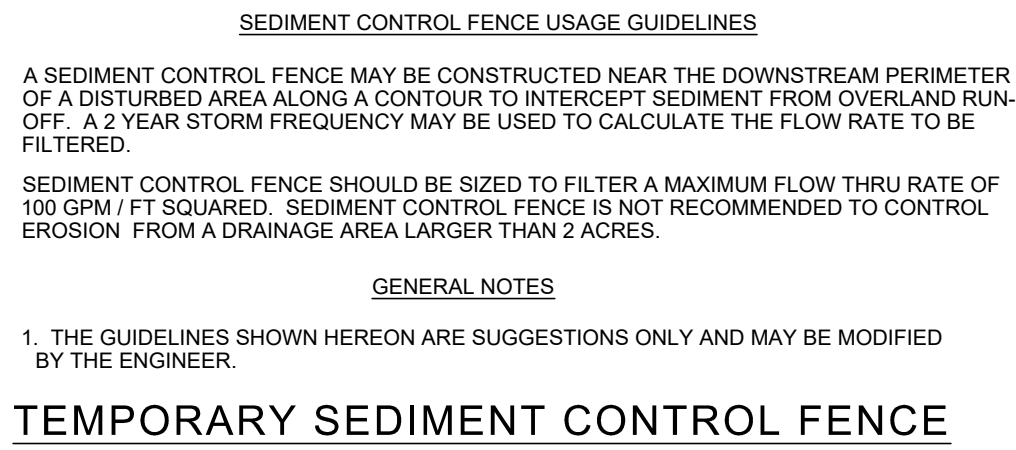 SEDIMENT CONTROL FENCE USAGE GUIDELINES
A SEDIMENT CONTROL FENCE MAY BE CONSTRUCTED NEAR THE DOWNSTREAM PERIMETER
OF A DISTURBED AREA ALONG A CONTOUR TO INTERCEPT SEDIMENT FROM OVERLAND RUN-
OFF.  A 2 YEAR STORM FREQUENCY MAY BE USED TO CALCULATE THE FLOW RATE TO BE
FILTERED.
SEDIMENT CONTROL FENCE SHOULD BE SIZED TO FILTER A MAXIMUM FLOW THRU RATE OF
100 GPM / FT SQUARED.  SEDIMENT CONTROL FENCE IS NOT RECOMMENDED TO CONTROL
EROSION  FROM A DRAINAGE AREA LARGER THAN 2 ACRES.
GENERAL NOTES
1.  THE GUIDELINES SHOWN HEREON ARE SUGGESTIONS ONLY AND MAY BE MODIFIED
BY THE ENGINEER.
TEMPORARY SEDIMENT CONTROL FENCE